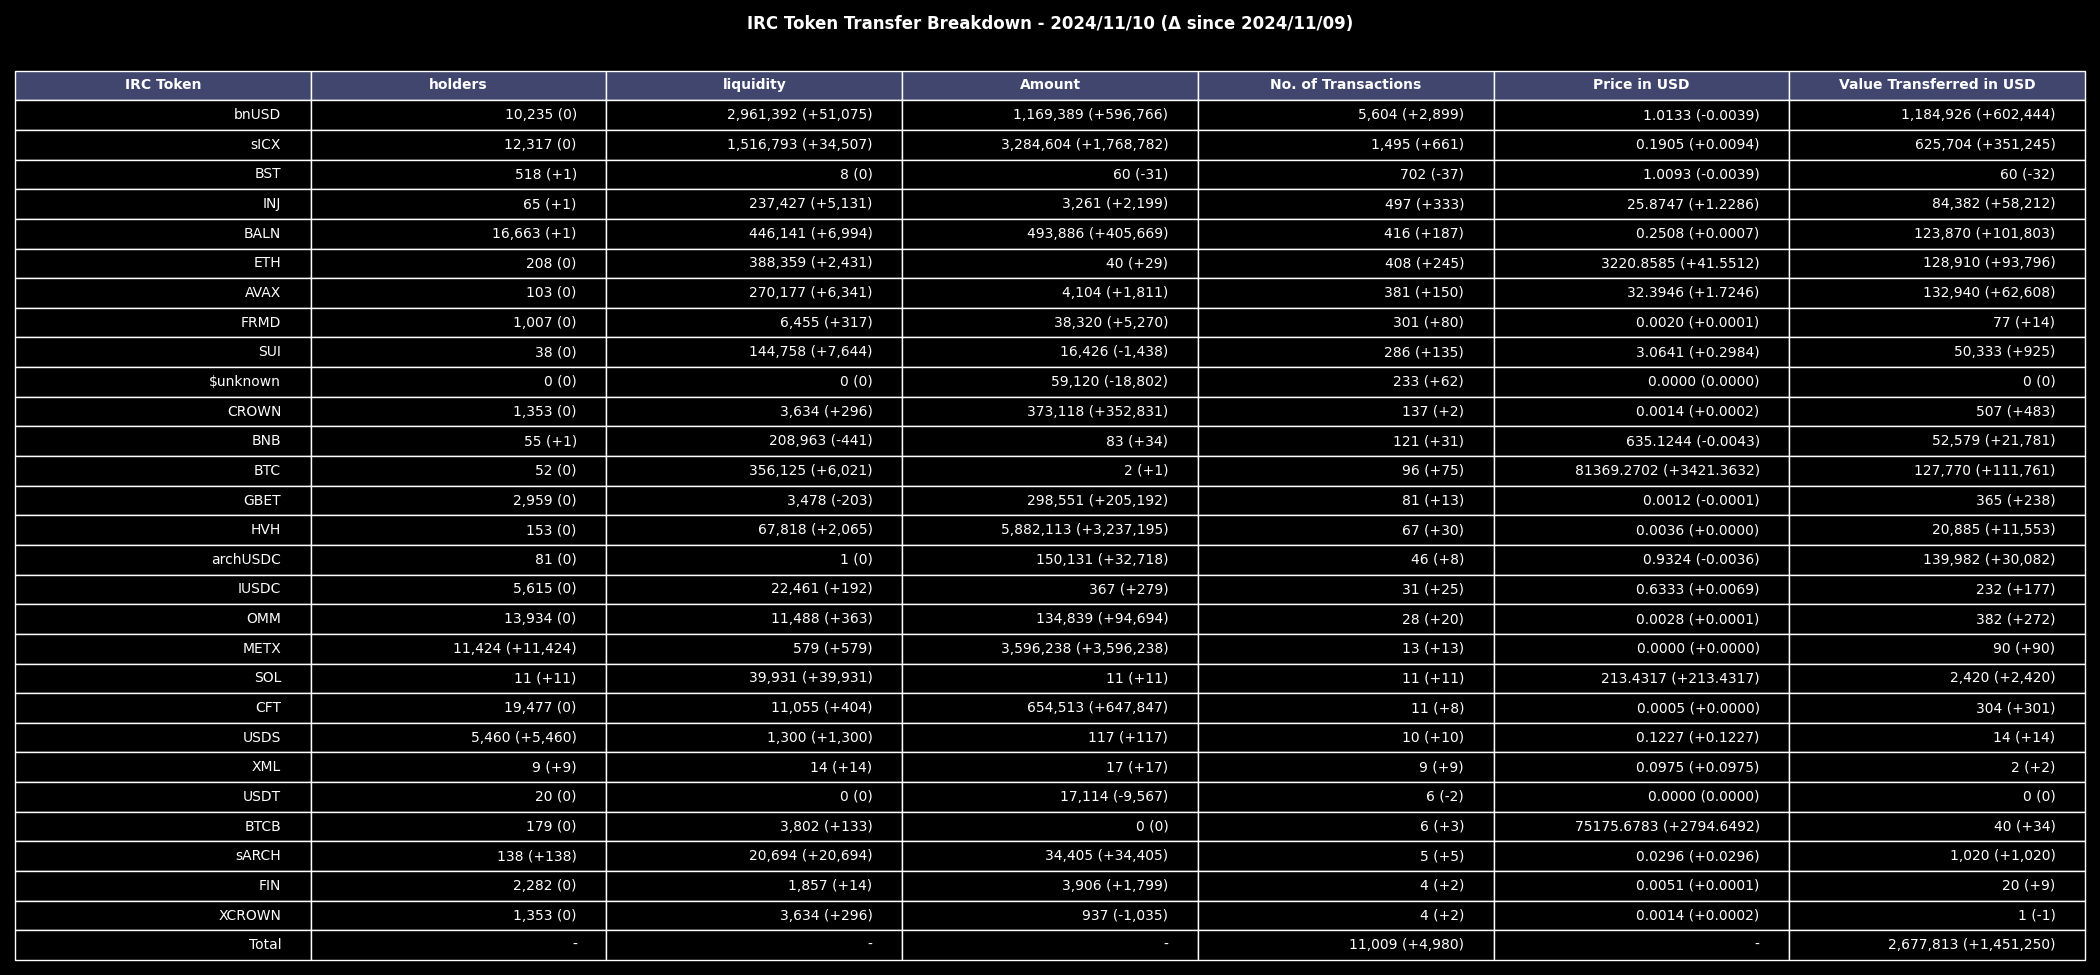 IRC Token Transfer Breakdown - 2024/11/10 (Δ since 2024/11/09)
IRC Token holders liquidity Amount No. of Transactions Price in USD Value Transferred in USD
bnUSD 10,235 (0) 2,961,392 (+51,075) 1,169,389 (+596,766) 5,604 (+2,899) 1.0133 (-0.0039) 1,184,926 (+602,444)
sICX 12,317 (0) 1,516,793 (+34,507) 3,284,604 (+1,768,782) 1,495 (+661) 0.1905 (+0.0094) 625,704 (+351,245)
BST 518 (+1) 8 (0) 60 (-31) 702 (-37) 1.0093 (-0.0039) 60 (-32)
INJ 65 (+1) 237,427 (+5,131) 3,261 (+2,199) 497 (+333) 25.8747 (+1.2286) 84,382 (+58,212)
BALN 16,663 (+1) 446,141 (+6,994) 493,886 (+405,669) 416 (+187) 0.2508 (+0.0007) 123,870 (+101,803)
ETH 208 (0) 388,359 (+2,431) 40 (+29) 408 (+245) 3220.8585 (+41.5512) 128,910 (+93,796)
AVAX 103 (0) 270,177 (+6,341) 4,104 (+1,811) 381 (+150) 32.3946 (+1.7246) 132,940 (+62,608)
FRMD 1,007 (0) 6,455 (+317) 38,320 (+5,270) 301 (+80) 0.0020 (+0.0001) 77 (+14)
SUI 38 (0) 144,758 (+7,644) 16,426 (-1,438) 286 (+135) 3.0641 (+0.2984) 50,333 (+925)
$unknown 0 (0) 0 (0) 59,120 (-18,802) 233 (+62) 0.0000 (0.0000) 0 (0)
CROWN 1,353 (0) 3,634 (+296) 373,118 (+352,831) 137 (+2) 0.0014 (+0.0002) 507 (+483)
BNB 55 (+1) 208,963 (-441) 83 (+34) 121 (+31) 635.1244 (-0.0043) 52,579 (+21,781)
BTC 52 (0) 356,125 (+6,021) 2 (+1) 96 (+75) 81369.2702 (+3421.3632) 127,770 (+111,761)
GBET 2,959 (0) 3,478 (-203) 298,551 (+205,192) 81 (+13) 0.0012 (-0.0001) 365 (+238)
HVH 153 (0) 67,818 (+2,065) 5,882,113 (+3,237,195) 67 (+30) 0.0036 (+0.0000) 20,885 (+11,553)
archUSDC 81 (0) 1 (0) 150,131 (+32,718) 46 (+8) 0.9324 (-0.0036) 139,982 (+30,082)
IUSDC 5,615 (0) 22,461 (+192) 367 (+279) 31 (+25) 0.6333 (+0.0069) 232 (+177)
OMM 13,934 (0) 11,488 (+363) 134,839 (+94,694) 28 (+20) 0.0028 (+0.0001) 382 (+272)
METX 11,424 (+11,424) 579 (+579) 3,596,238 (+3,596,238) 13 (+13) 0.0000 (+0.0000) 90 (+90)
SOL 11 (+11) 39,931 (+39,931) 11 (+11) 11 (+11) 213.4317 (+213.4317) 2,420 (+2,420)
CFT 19,477 (0) 11,055 (+404) 654,513 (+647,847) 11 (+8) 0.0005 (+0.0000) 304 (+301)
USDS 5,460 (+5,460) 1,300 (+1,300) 117 (+117) 10 (+10) 0.1227 (+0.1227) 14 (+14)
XML 9 (+9) 14 (+14) 17 (+17) 9 (+9) 0.0975 (+0.0975) 2 (+2)
USDT 20 (0) 0 (0) 17,114 (-9,567) 6 (-2) 0.0000 (0.0000) 0 (0)
BTCB 179 (0) 3,802 (+133) 0 (0) 6 (+3) 75175.6783 (+2794.6492) 40 (+34)
sARCH 138 (+138) 20,694 (+20,694) 34,405 (+34,405) 5 (+5) 0.0296 (+0.0296) 1,020 (+1,020)
FIN 2,282 (0) 1,857 (+14) 3,906 (+1,799) 4 (+2) 0.0051 (+0.0001) 20 (+9)
XCROWN 1,353 (0) 3,634 (+296) 937 (-1,035) 4 (+2) 0.0014 (+0.0002) 1 (-1)
Total - - - 11,009 (+4,980) - 2,677,813 (+1,451,250)